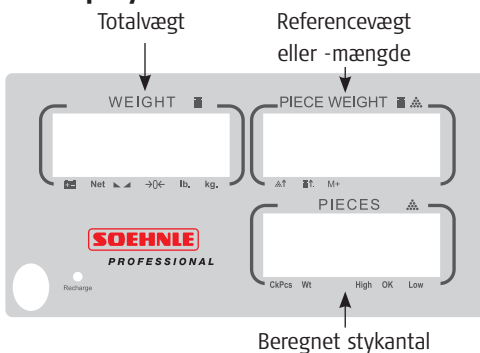 Totalvægt
Referencevægt
eller -mængde
WEIGHT
PIECE WEIGHT
Net →0← lb. kg.
M+
PIECES
SOEHNLE
PROFESSIONAL
Recharge
CkPcs Wt High OK Low
Beregnet stykantal